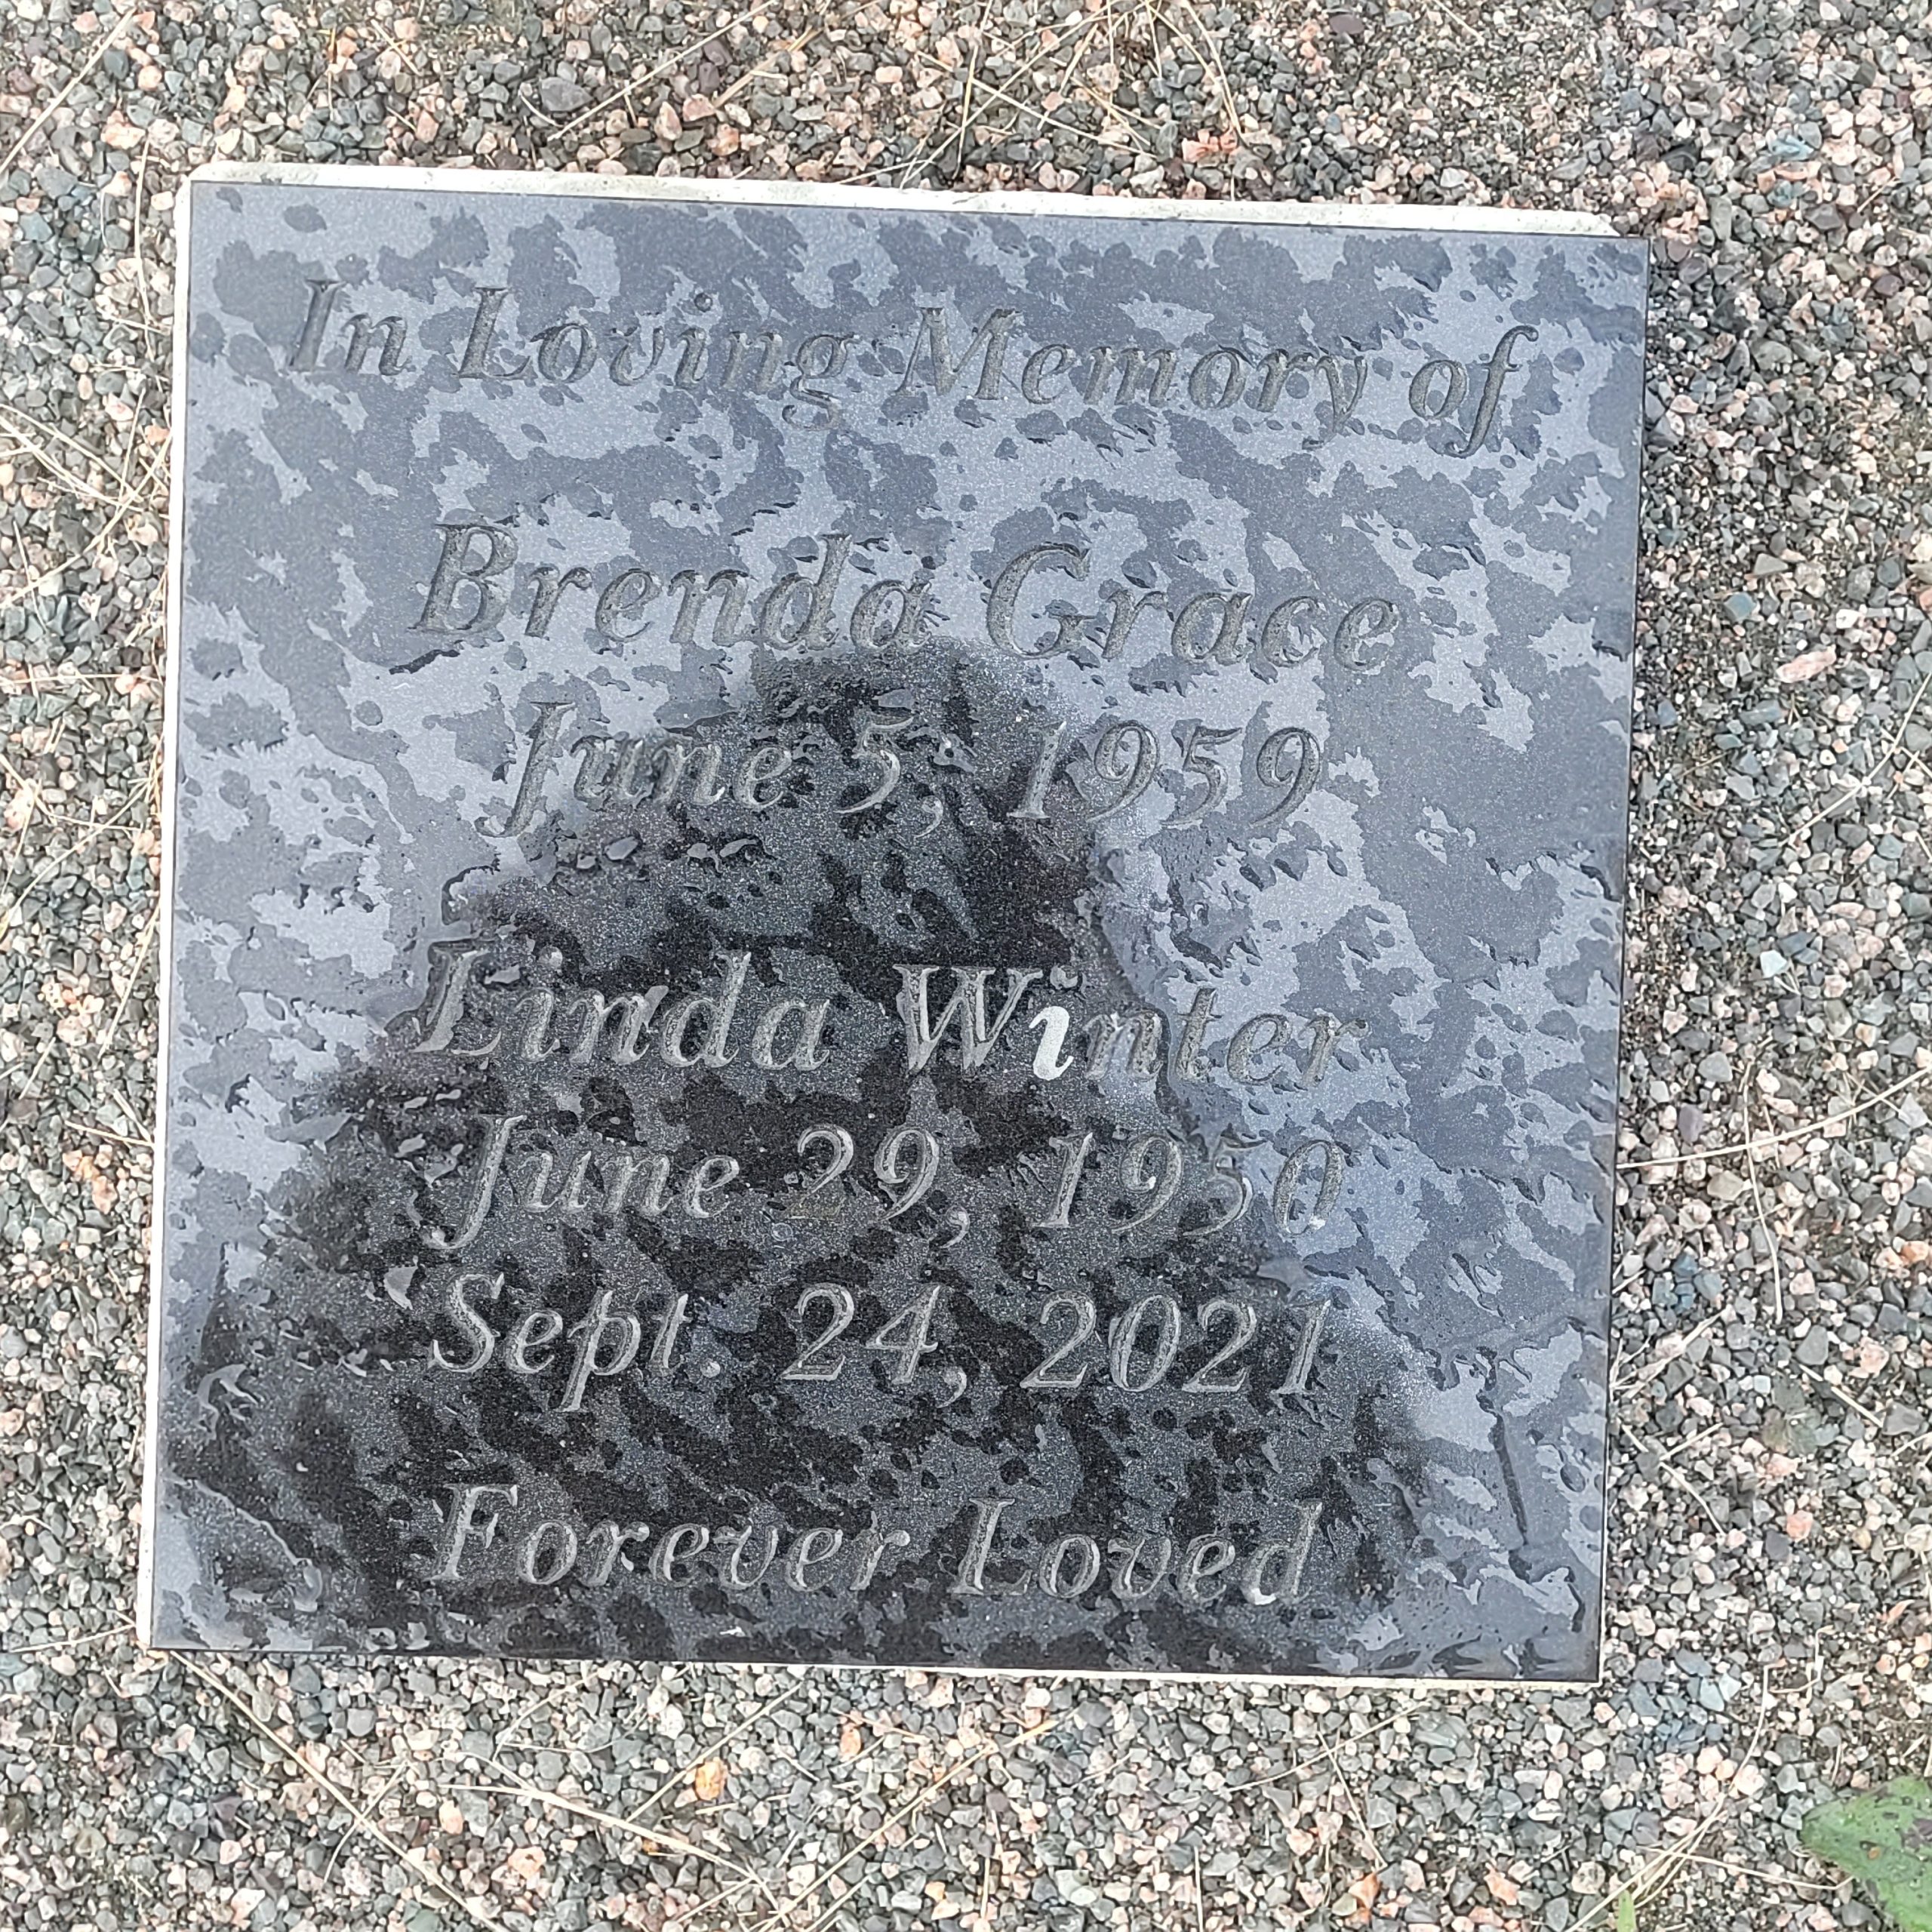 In Loving Memory of
Brenda Grace
June 5, 1959
Linda Winter
June 29, 1950
Sept. 24, 2021
Forever Loved